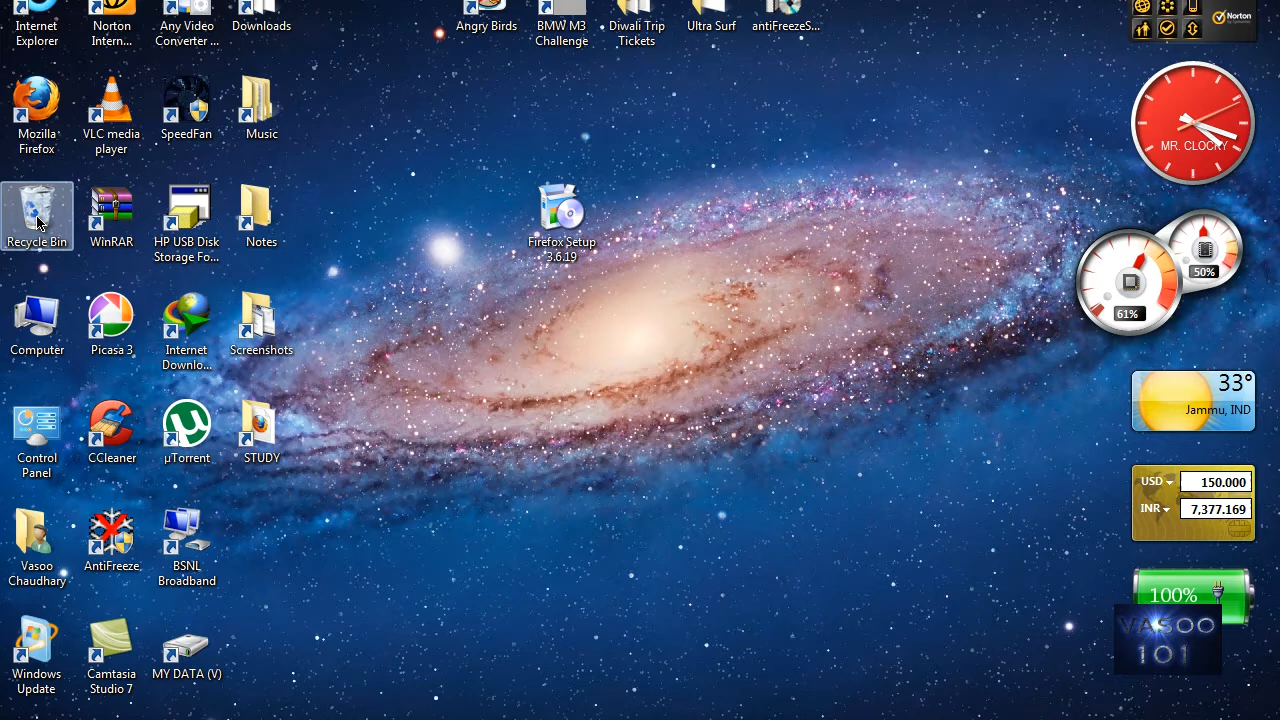 Internet
Explorer
Norton
Intern...
Any Video
Converter ...
Downloads
Angry Birds
BMW M3
Challenge
Diwali Trip
Tickets
Ultra Surf
antiFreezeS...
Norton
by Symantec
Mozilla
Firefox
VLC media
player
SpeedFan
Music
MR. CLOCKY
Recycle Bin
WinRAR
HP USB Disk
Storage Fo...
Notes
Firefox Setup
3.6.19
50%
61%
Computer
Picasa 3
Internet
Downlo...
Screenshots
33°
Jammu, IND
Control
Panel
CCleaner
µTorrent
STUDY
USD
150.000
INR
7,377.169
Vasoo
Chaudhary
AntiFreeze
BSNL
Broadband
100%
VASOO
101
Windows
Update
Camtasia
Studio 7
MY DATA (V)